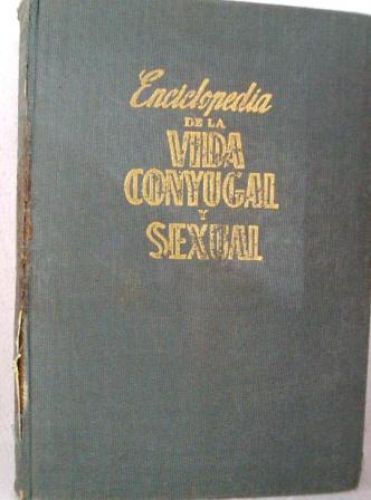 Enciclopedia
DE LA
VIDA
CONYUGAL
Y
SEXUAL